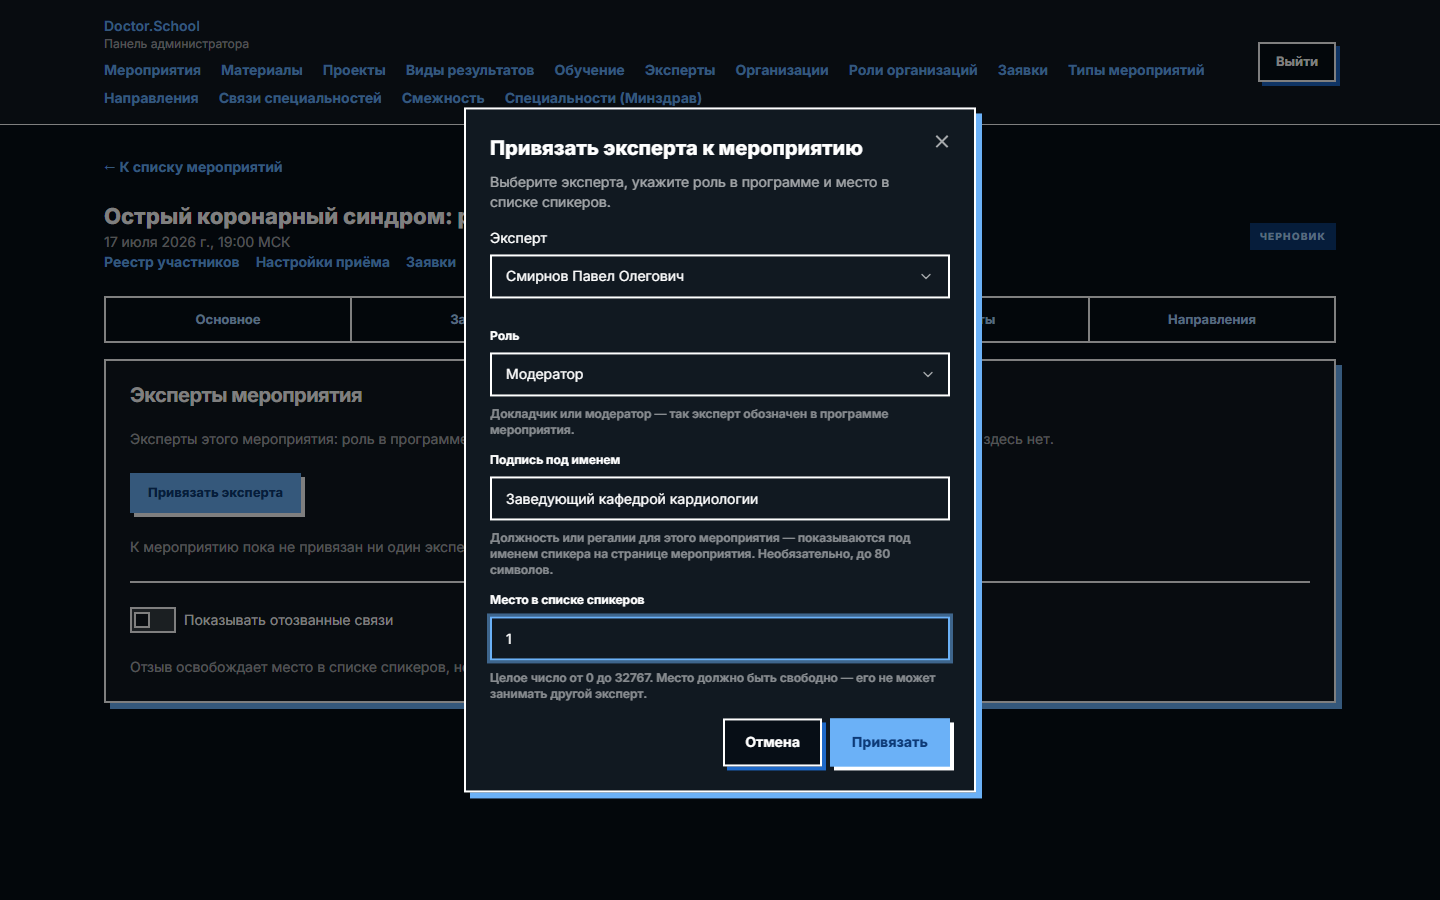 Doctor.School
Панель администратора
Мероприятия Материалы Проекты Виды результатов Обучение Эксперты Организации Роли организаций Заявки Типы мероприятий
Направления Связи специальностей Смежность Специальности (Минздрав)
Выйти
← К списку мероприятий
Острый коронарный синдром:
17 июля 2026 г., 19:00 МСК
ЧЕРНОВИК
Реестр участников Настройки приёма Заявки
Основное
Направления
Эксперты мероприятия
Эксперты этого мероприятия: роль в программе
здесь нет.
Привязать эксперта
К мероприятию пока не привязан ни один
Показывать отозванные связи
Отзыв освобождает место в списке спикеров,
Привязать эксперта к мероприятию
Выберите эксперта, укажите роль в программе и место в
списке спикеров.
Эксперт
Смирнов Павел Олегович
Роль
Модератор
Докладчик или модератор — так эксперт обозначен в программе
мероприятия.
Подпись под именем
Заведующий кафедрой кардиологии
Должность или регалии для этого мероприятия — показываются под
именем спикера на странице мероприятия. Необязательно, до 80
символов.
Место в списке спикеров
1
Целое число от 0 до 32767. Место должно быть свободно — его не может
занимать другой эксперт.
Отмена
Привязать